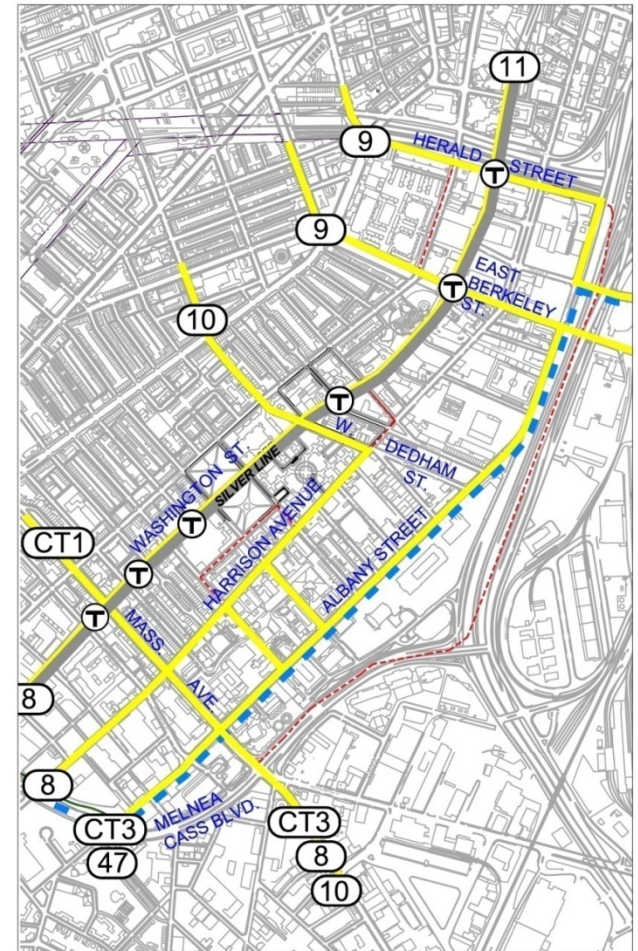 11
9
HERALD STREET
T
9
EAST
BERKELEY
ST.
T
10
T
W.
DEDHAM
ST.
WASHINGTON ST.
SILVER LINE
HARRISON AVENUE
ALBANY STREET
T
CT1
T
T
MASS.
AVE
8
8
MELNEA
CASS BLVD.
CT3
47
CT3
8
10